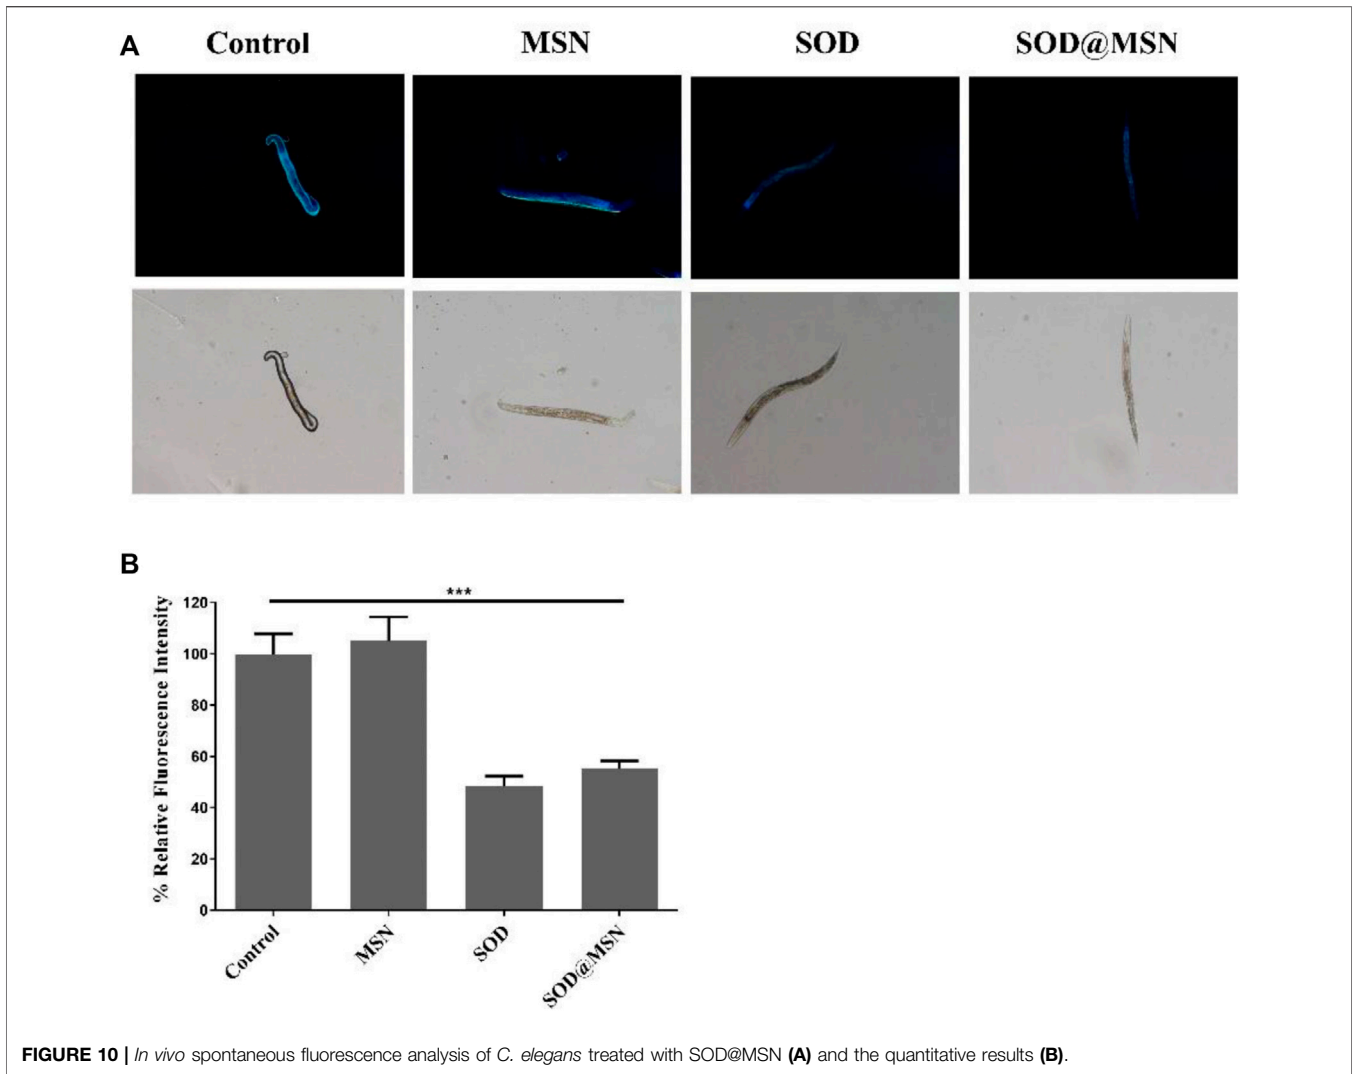 A
Control MSN SOD SOD@MSN
B
% Relative Fluorescence Intensity
***
120
100
80
60
40
20
0
Control MSN SOD SOD@MSN
FIGURE 10 | In vivo spontaneous fluorescence analysis of C. elegans treated with SOD@MSN (A) and the quantitative results (B).